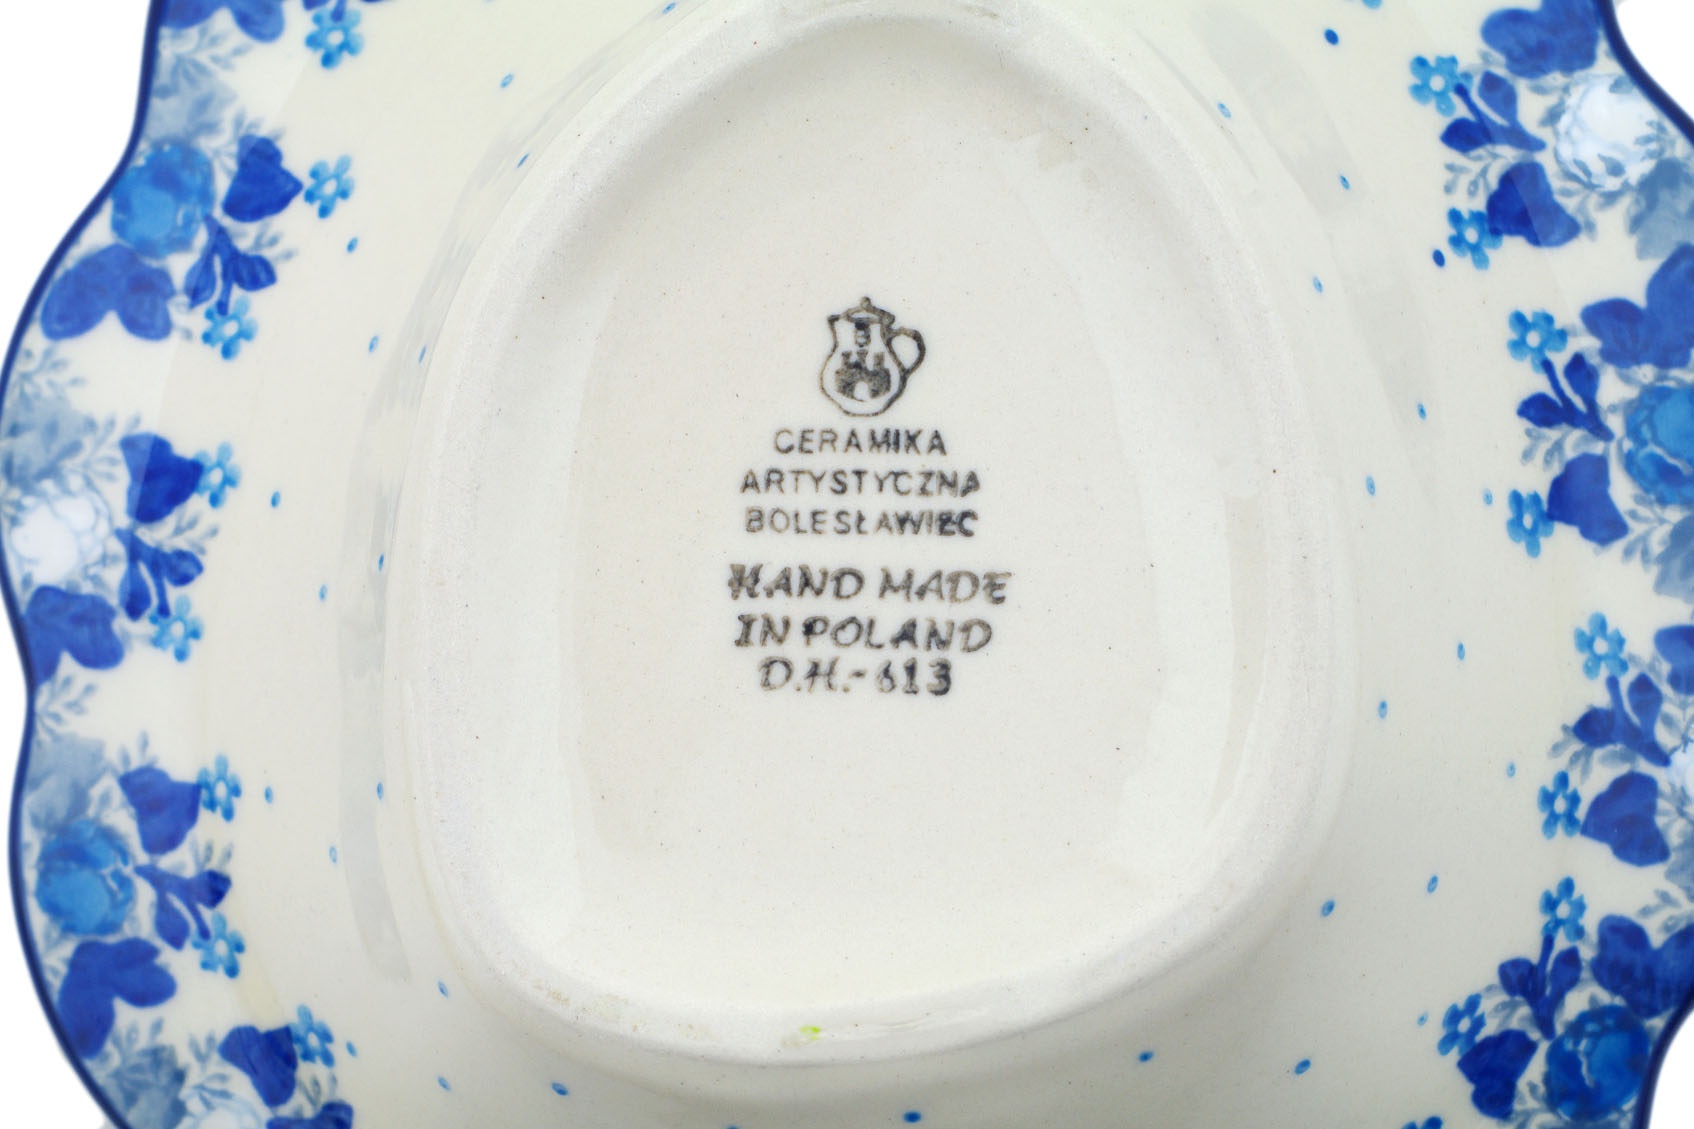 B
CERAMIKA
ARTYSTYCZNA
BOLESŁAWIEC
HAND MADE
IN POLAND
D.H.-613